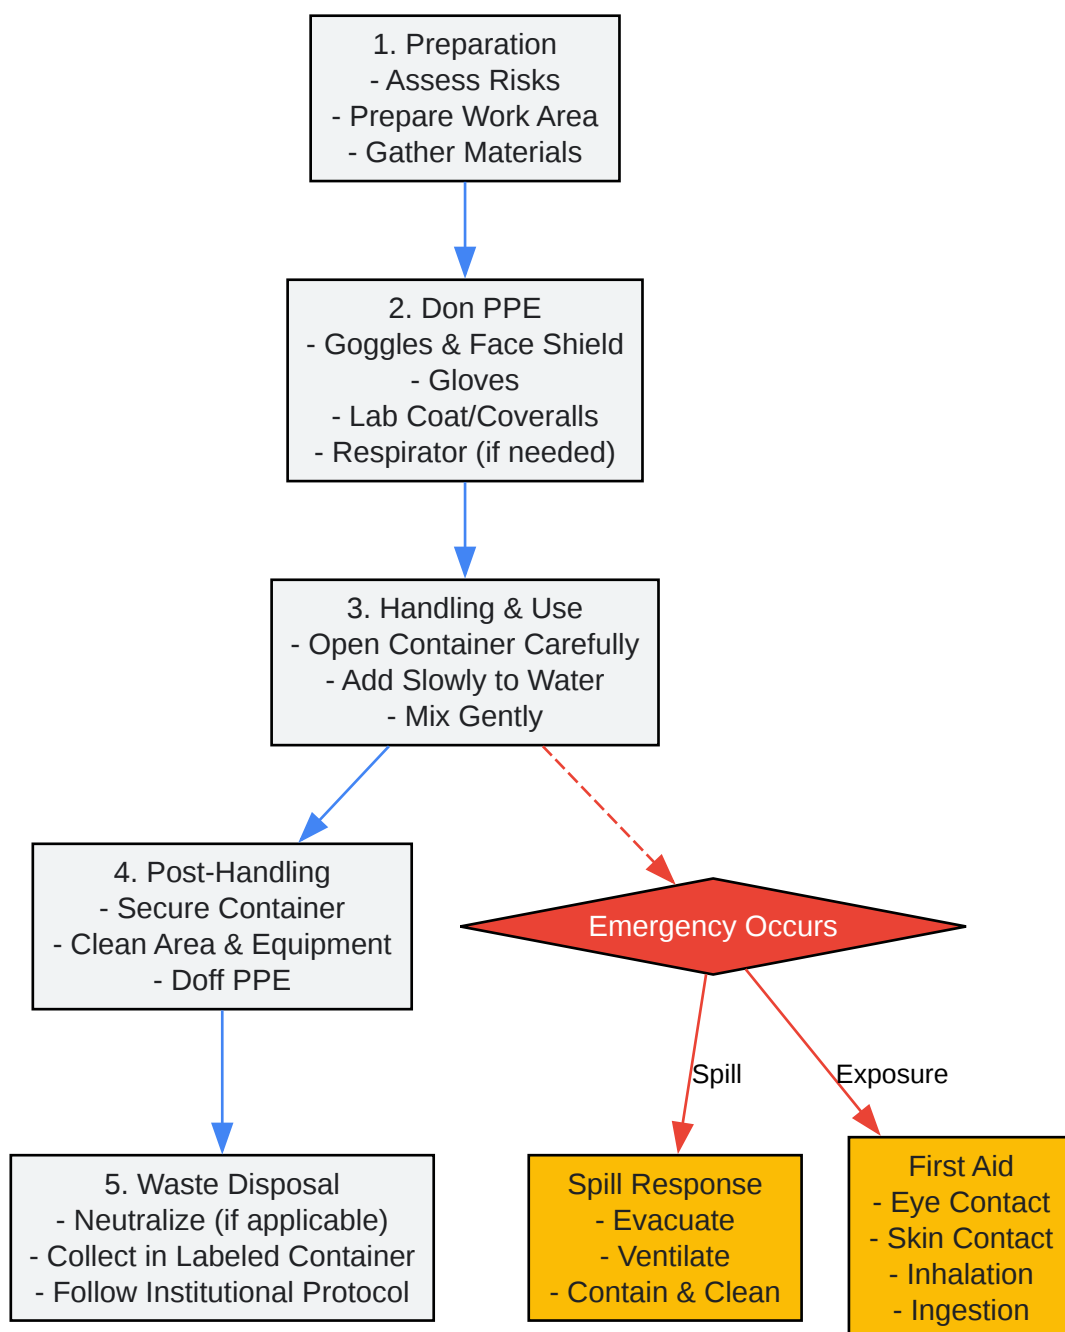 1. Preparation
- Assess Risks
- Prepare Work Area
- Gather Materials
2. Don PPE
- Goggles & Face Shield
- Gloves
- Lab Coat/Coveralls
- Respirator (if needed)
3. Handling & Use
- Open Container Carefully
- Add Slowly to Water
- Mix Gently
4. Post-Handling
- Secure Container
- Clean Area & Equipment
- Doff PPE
Emergency Occurs
Spill
Exposure
5. Waste Disposal
- Neutralize (if applicable)
- Collect in Labeled Container
- Follow Institutional Protocol
Spill Response
- Evacuate
- Ventilate
- Contain & Clean
First Aid
- Eye Contact
- Skin Contact
- Inhalation
- Ingestion